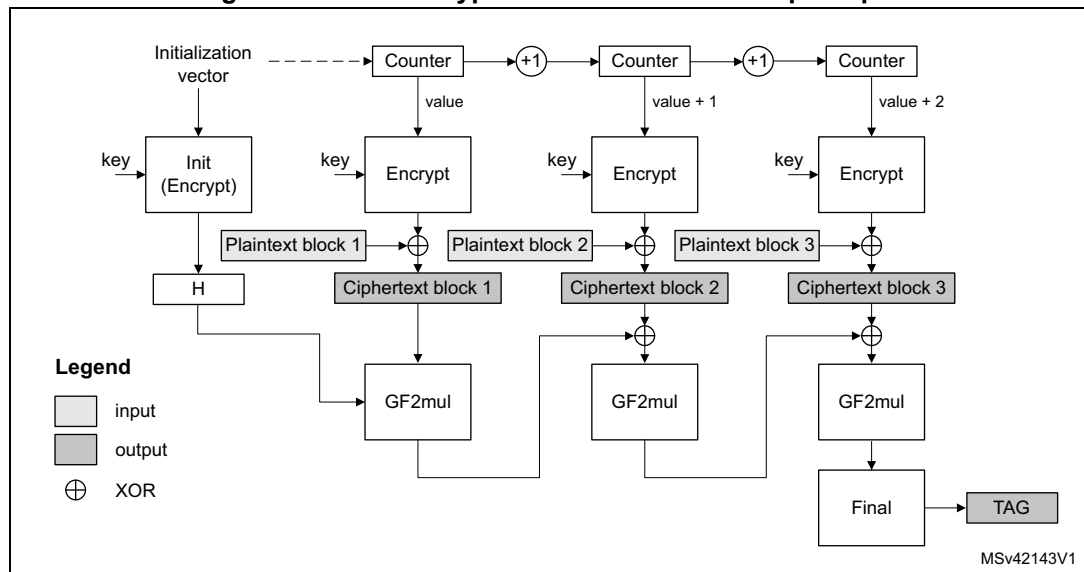 Initialization
vector
Counter
+1
Counter
+1
Counter
value
value + 1
value + 2
key
Init
(Encrypt)
key
Encrypt
key
Encrypt
key
Encrypt
Plaintext block 1
Plaintext block 2
Plaintext block 3
H
Ciphertext block 1
Ciphertext block 2
Ciphertext block 3
Legend
input
output
XOR
GF2mul
GF2mul
GF2mul
Final
TAG
MSv42143V1